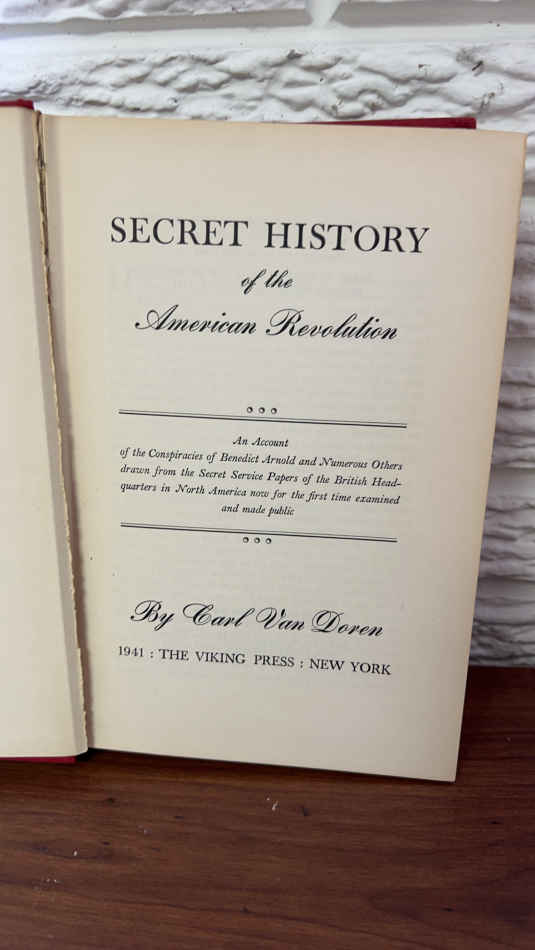 SECRET HISTORY
of the
American Revolution
An Account
of the Conspiracies of Benedict Arnold and Numerous Others
drawn from the Secret Service Papers of the British Head-
quarters in North America now for the first time examined
and made public
By Carl Van Doren
1941 : THE VIKING PRESS : NEW YORK